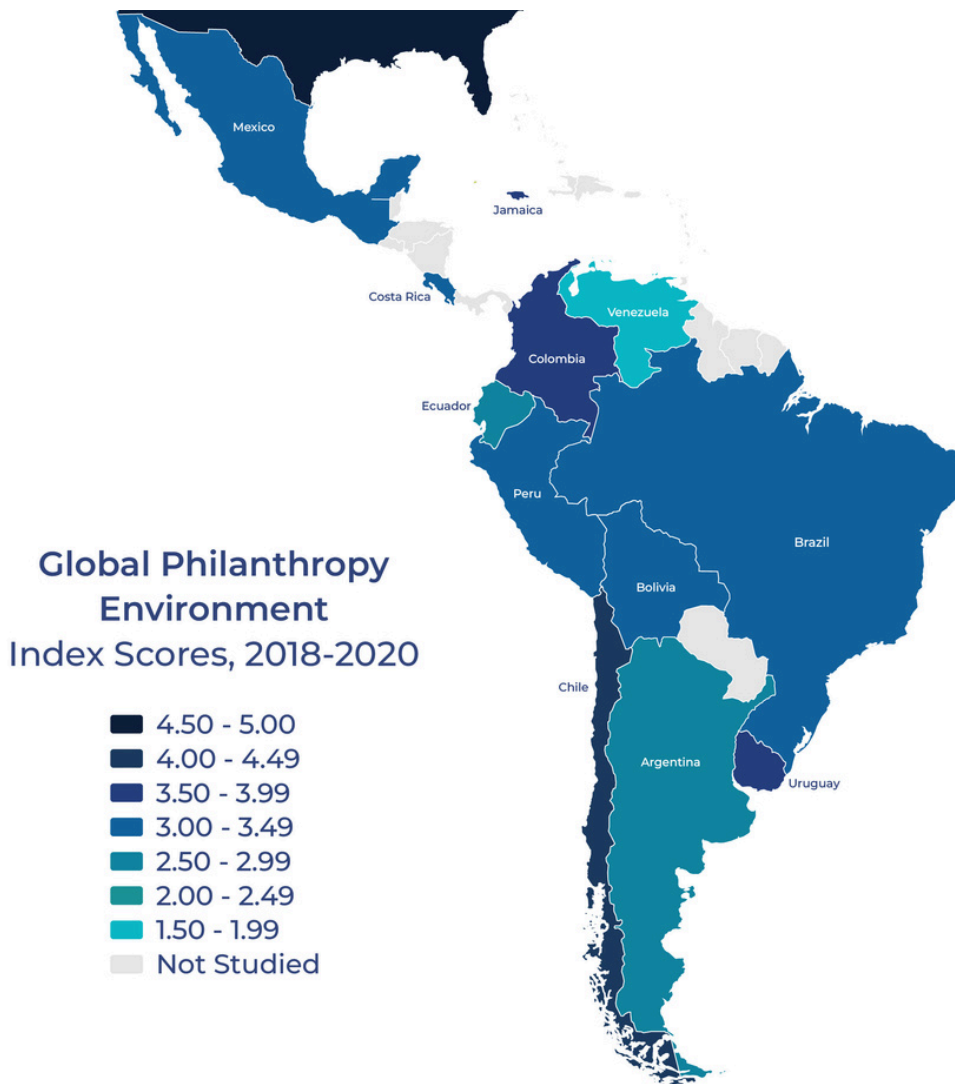 Mexico
Jamaica
Costa Rica
Venezuela
Colombia
Ecuador
Peru
Brazil
Global Philanthropy
Environment
Index Scores, 2018-2020
Bolivia
Chile
Argentina
Uruguay
4.50 - 5.00
4.00 - 4.49
3.50 - 3.99
3.00 - 3.49
2.50 - 2.99
2.00 - 2.49
1.50 - 1.99
Not Studied